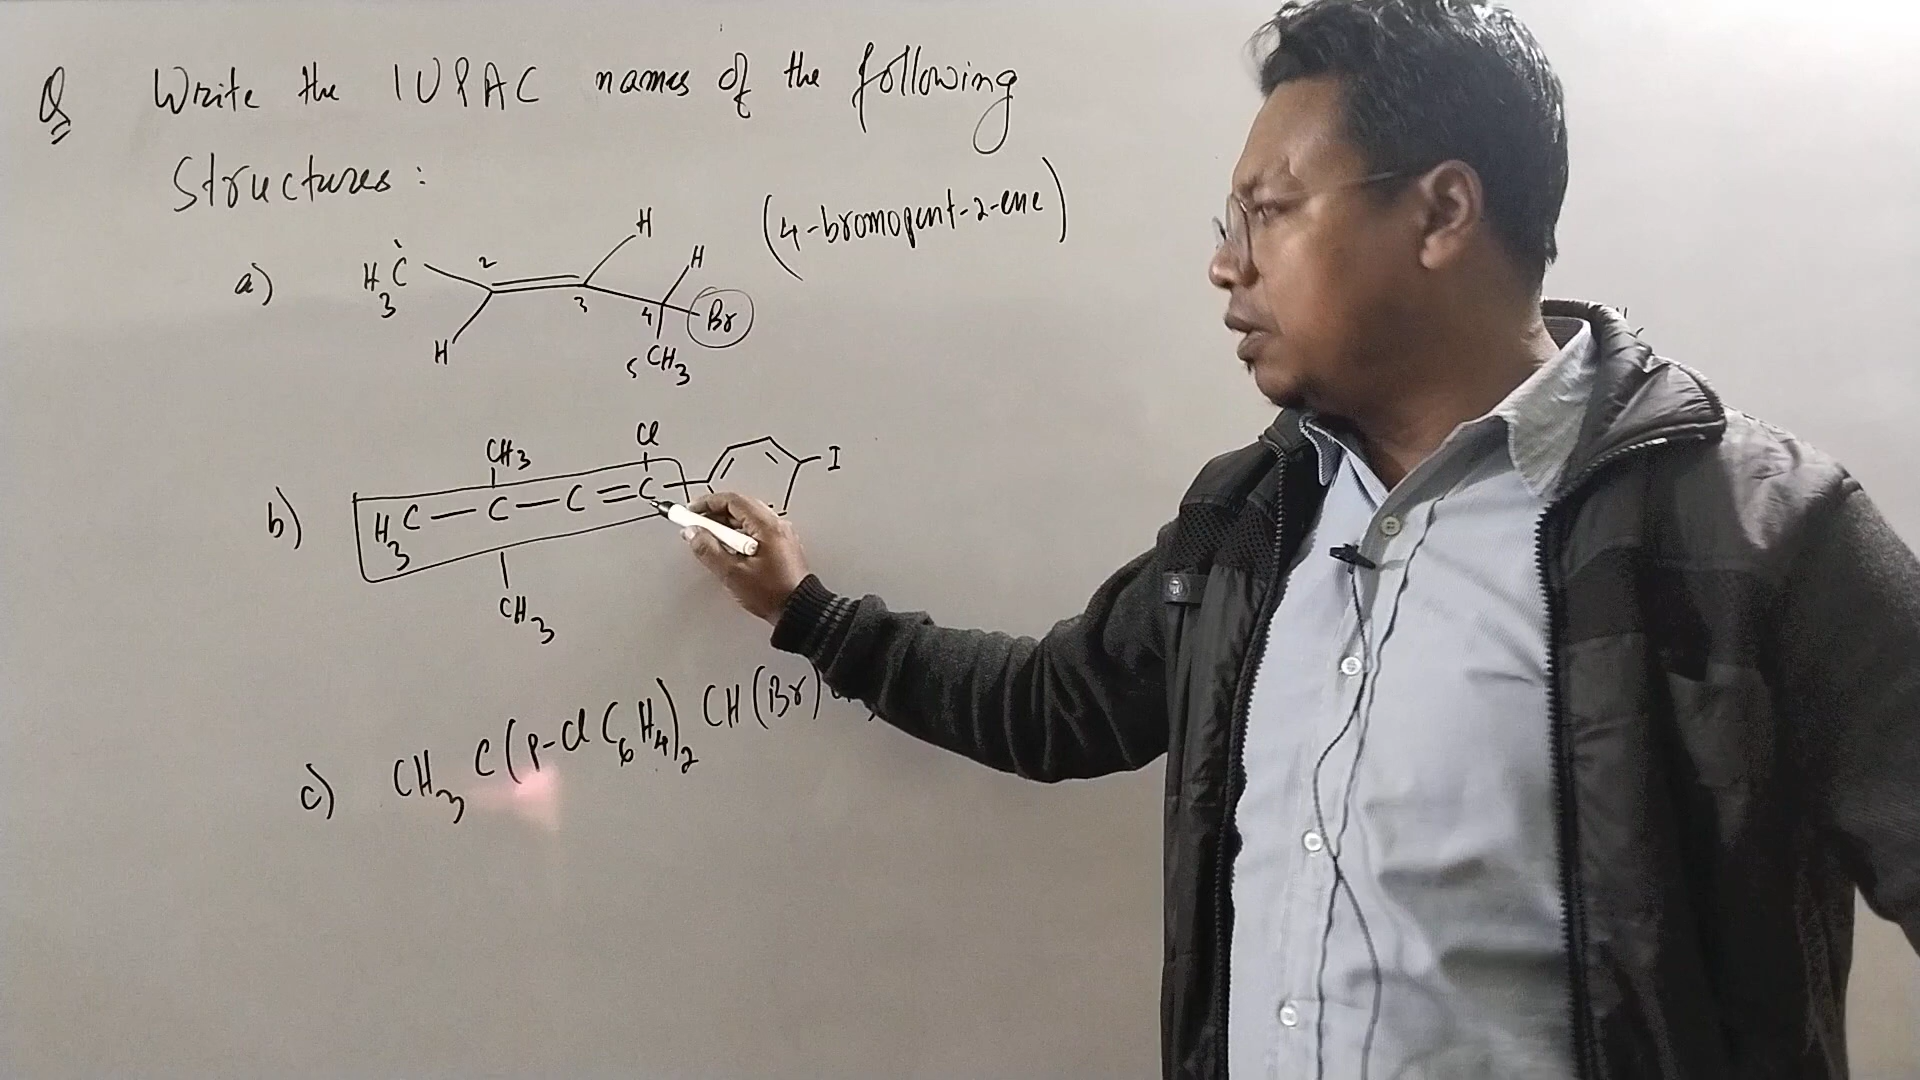 Q Write the IUPAC names of the following
Structures:
a) H3C 1 2 3 4 5 H H H Br CH3 (4-bromopent-2-ene)
b) H3C — C — C = C CH3 CH3 Cl I
c) CH3 C(p-Cl C6H4)2 CH(Br)